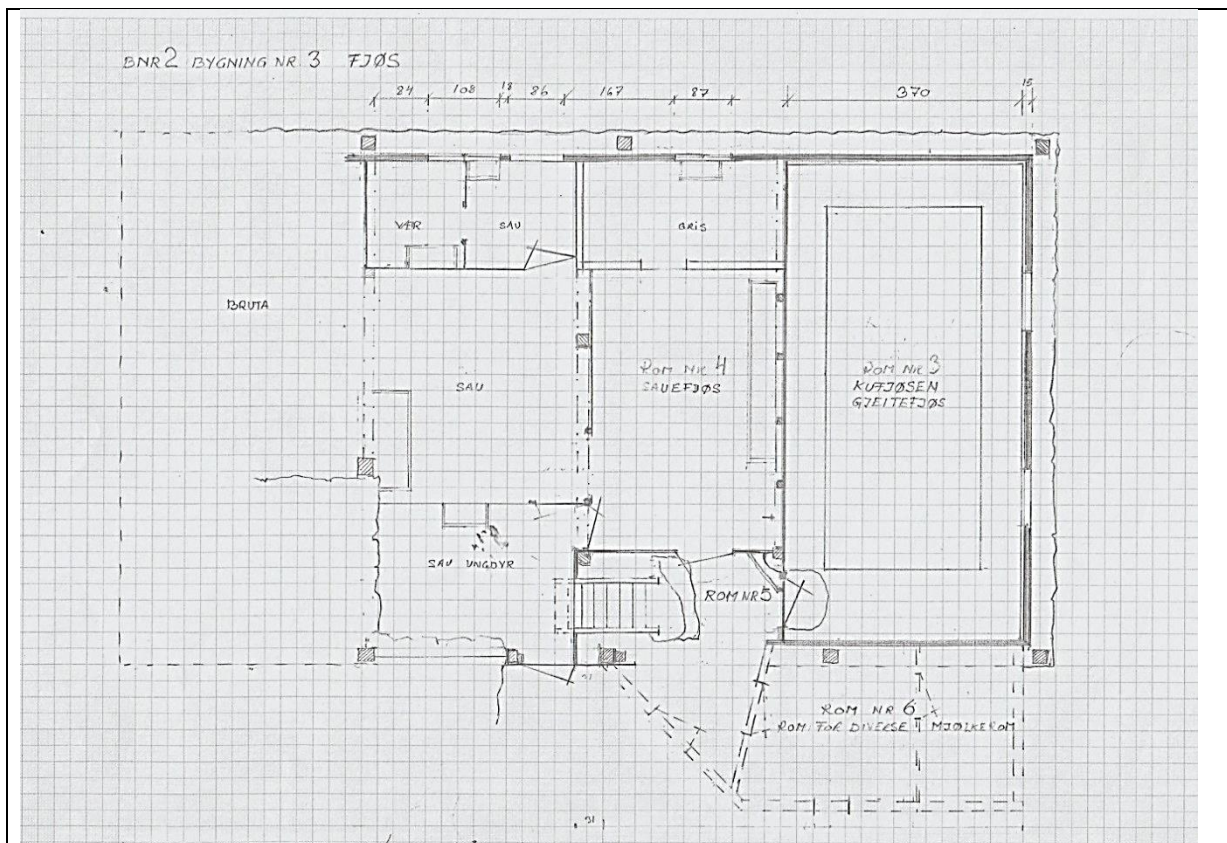 BNR 2 BYGNING NR. 3 FJØS
84 108 18 86 167 87 370 15
VÆR SAU GRIS
BRUTA
SAU
ROM NR 4
SAUEFJØS
ROM NR 3
KUFJØSEN
GJEITEFJØS
SAU UNGDYR
ROM NR 5
ROM NR 6
ROM FOR DIVERSE MJØLKEROM